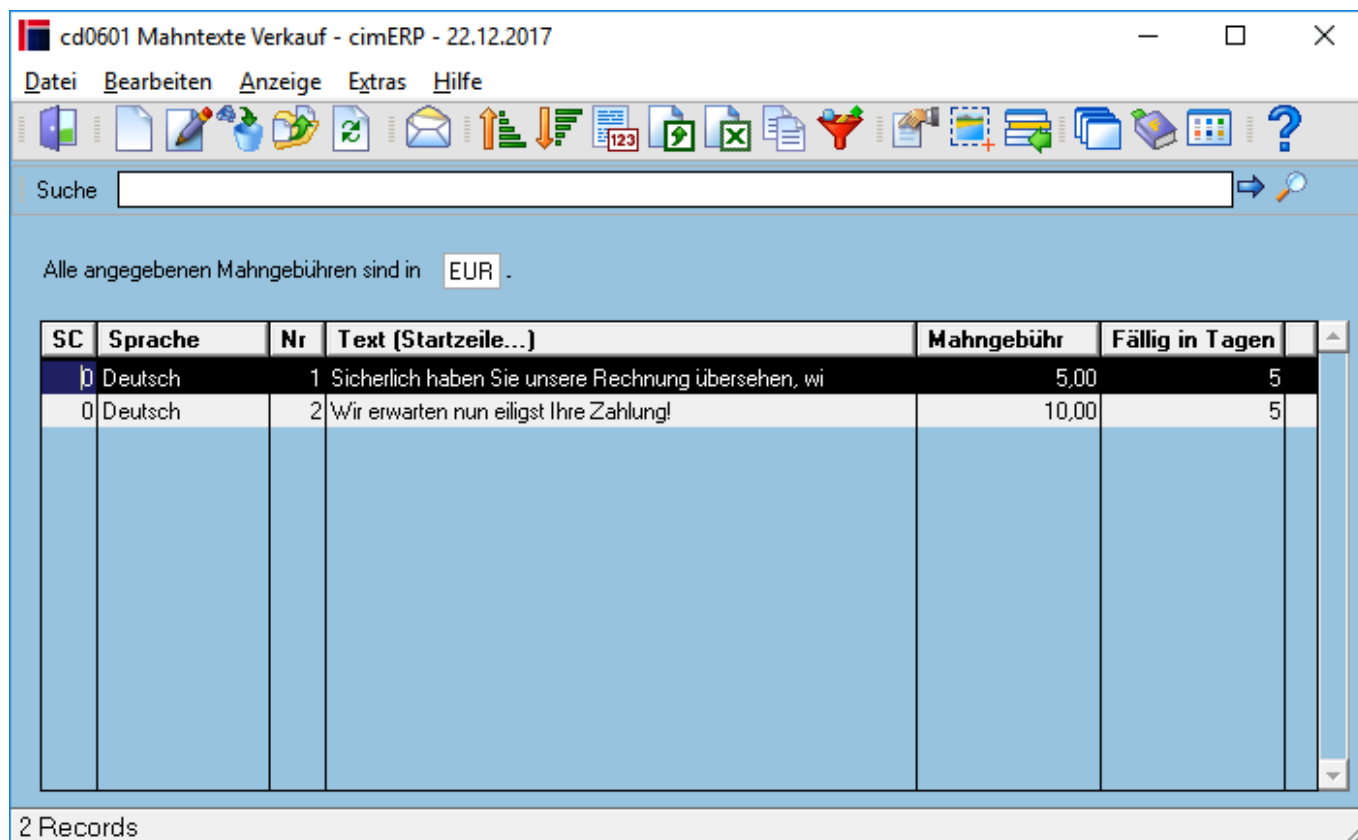 cd0601 Mahntexte Verkauf - cimERP - 22.12.2017
Datei Bearbeiten Anzeige Extras Hilfe
123
Suche
Alle angegebenen Mahngebühren sind in EUR .
SC Sprache Nr Text (Startzeile...) Mahngebühr Fällig in Tagen
0 Deutsch 1 Sicherlich haben Sie unsere Rechnung übersehen, wi 5,00 5
0 Deutsch 2 Wir erwarten nun eiligst Ihre Zahlung! 10,00 5
2 Records